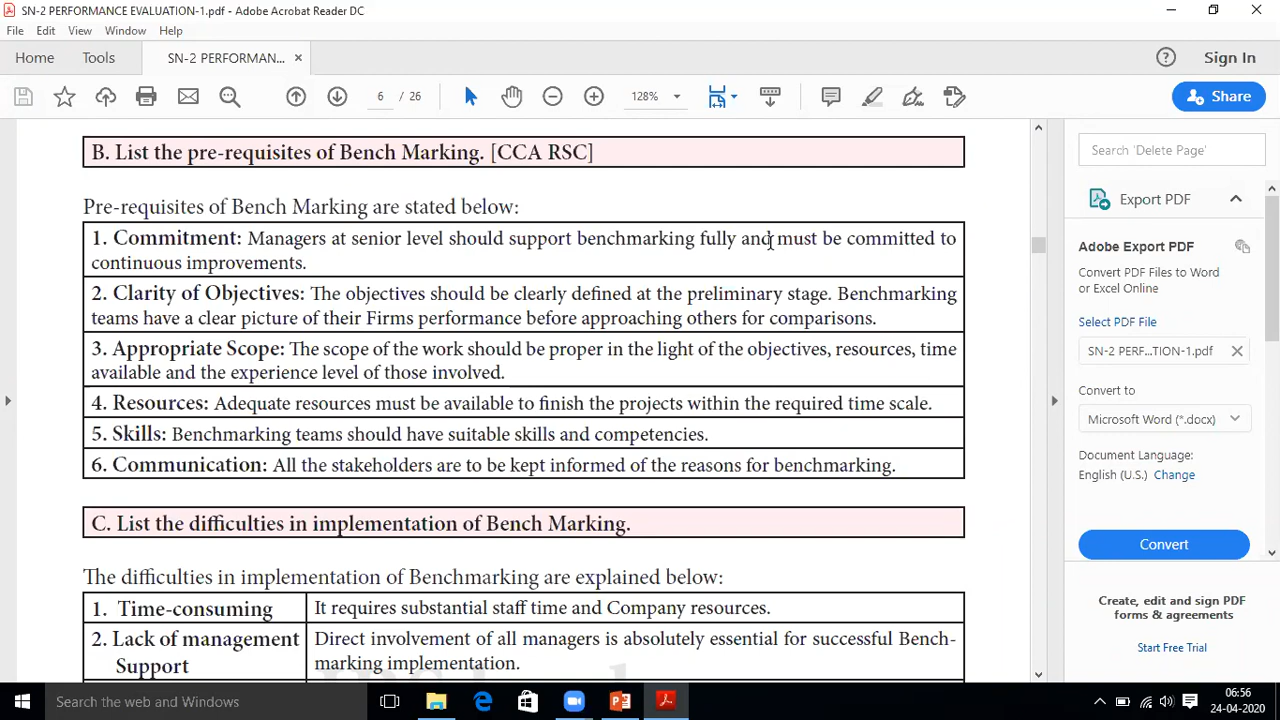 SN-2 PERFORMANCE EVALUATION-1.pdf - Adobe Acrobat Reader DC
File Edit View Window Help
Home Tools SN-2 PERFORMAN... × ? Sign In
6 / 26 128% Share
B. List the pre-requisites of Bench Marking. [CCA RSC]
Pre-requisites of Bench Marking are stated below:
1. Commitment: Managers at senior level should support benchmarking fully and must be committed to
continuous improvements.
2. Clarity of Objectives: The objectives should be clearly defined at the preliminary stage. Benchmarking
teams have a clear picture of their Firms performance before approaching others for comparisons.
3. Appropriate Scope: The scope of the work should be proper in the light of the objectives, resources, time
available and the experience level of those involved.
4. Resources: Adequate resources must be available to finish the projects within the required time scale.
5. Skills: Benchmarking teams should have suitable skills and competencies.
6. Communication: All the stakeholders are to be kept informed of the reasons for benchmarking.
C. List the difficulties in implementation of Bench Marking.
The difficulties in implementation of Benchmarking are explained below:
1. Time-consuming It requires substantial staff time and Company resources.
2. Lack of management Direct involvement of all managers is absolutely essential for successful Bench-
Support marking implementation.
Search 'Delete Page'
Export PDF
Adobe Export PDF
Convert PDF Files to Word
or Excel Online
Select PDF File
SN-2 PERF...TION-1.pdf
Convert to
Microsoft Word (*.docx)
Document Language:
English (U.S.) Change
Convert
Create, edit and sign PDF
forms & agreements
Start Free Trial
Search the web and Windows
06:56
24-04-2020